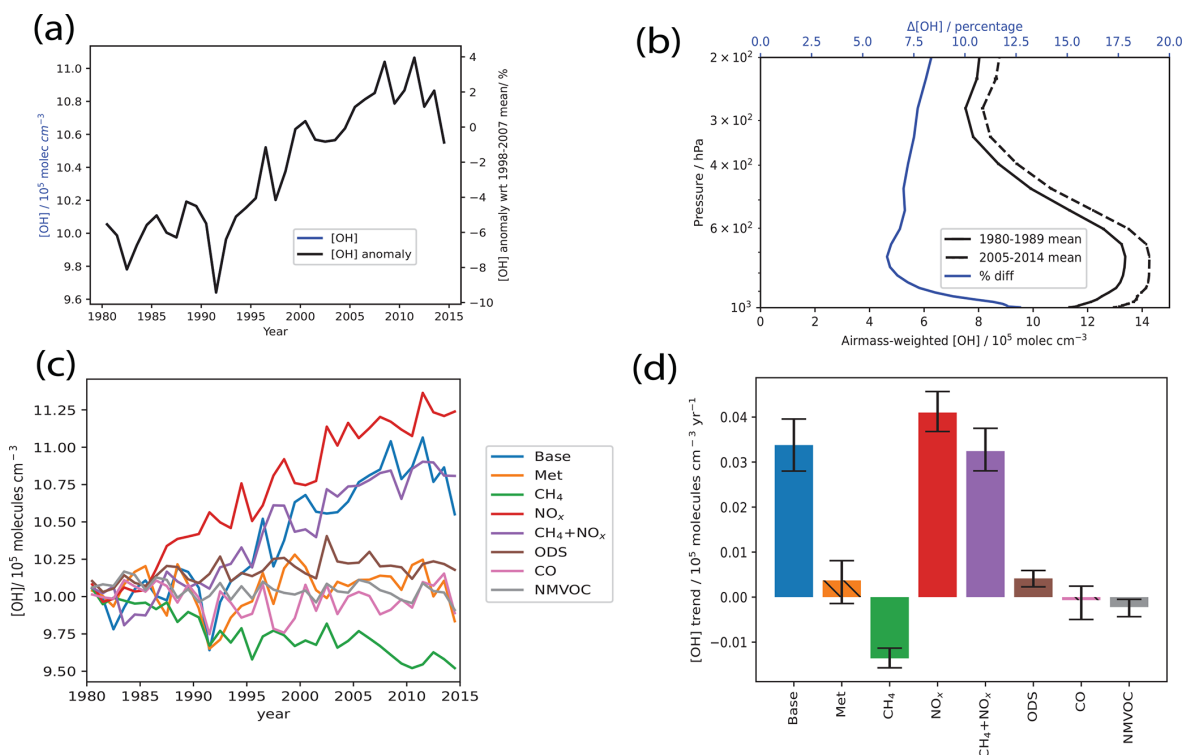 (a)
11.0
10.8
10.6
10.4
10.2
10.0
9.8
9.6
[OH] / 10⁵ molec cm⁻³
4
2
0
−2
−4
−6
−8
−10
[OH] anomaly wrt 1998-2007 mean/ %
[OH]
[OH] anomaly
1980 1985 1990 1995 2000 2005 2010 2015
Year
(b)
Δ[OH] / percentage
0.0 2.5 5.0 7.5 10.0 12.5 15.0 17.5 20.0
2 × 10²
3 × 10²
4 × 10²
6 × 10²
10³
Pressure / hPa
1980-1989 mean
2005-2014 mean
% diff
0 2 4 6 8 10 12 14
Airmass-weighted [OH] / 10⁵ molec cm⁻³
(c)
11.25
11.00
10.75
10.50
10.25
10.00
9.75
9.50
[OH]/ 10⁵ molecules cm⁻³
1980 1985 1990 1995 2000 2005 2010 2015
year
Base
Met
CH₄
NOₓ
CH₄+NOₓ
ODS
CO
NMVOC
(d)
0.04
0.03
0.02
0.01
0.00
−0.01
[OH] trend / 10⁵ molecules cm⁻³ yr⁻¹
Base
Met
CH₄
NOₓ
CH₄+NOₓ
ODS
CO
NMVOC